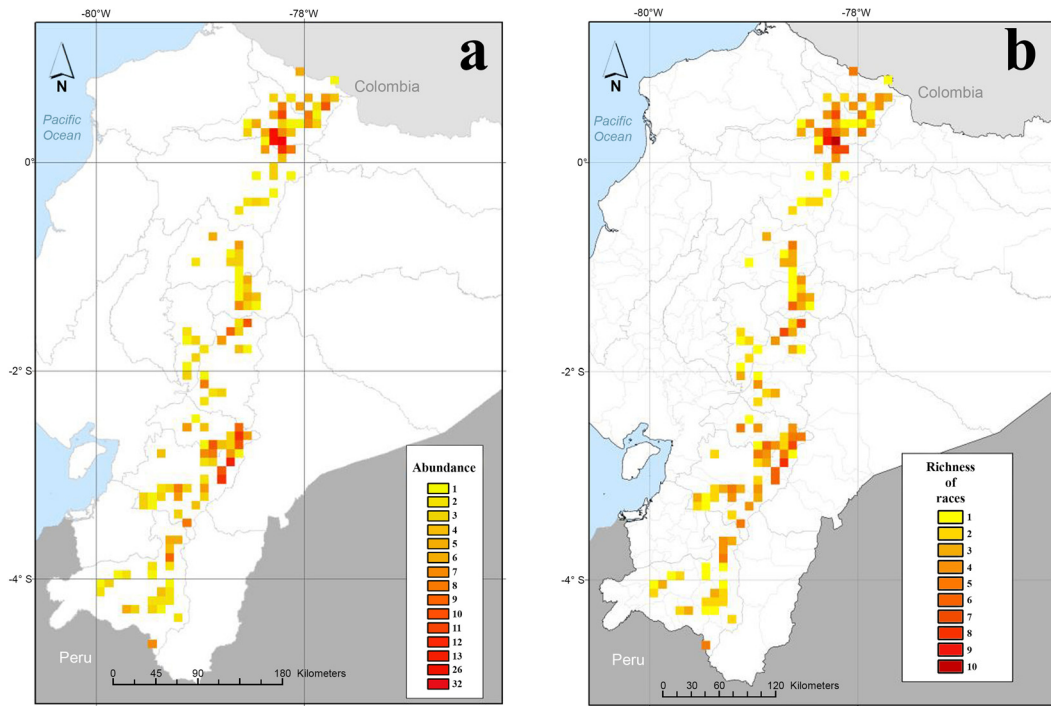 -80°W
-78°W
a
N
Colombia
Pacific
Ocean
0°
-2° S
-4° S
Abundance
1
2
3
4
5
6
7
8
9
10
11
12
13
26
32
Peru
0 45 90 180 Kilometers
-80°W
-78°W
b
N
Colombia
Pacific
Ocean
0°
-2° S
-4° S
Richness
of
races
1
2
3
4
5
6
7
8
9
10
Peru
0 30 60 120 Kilometers